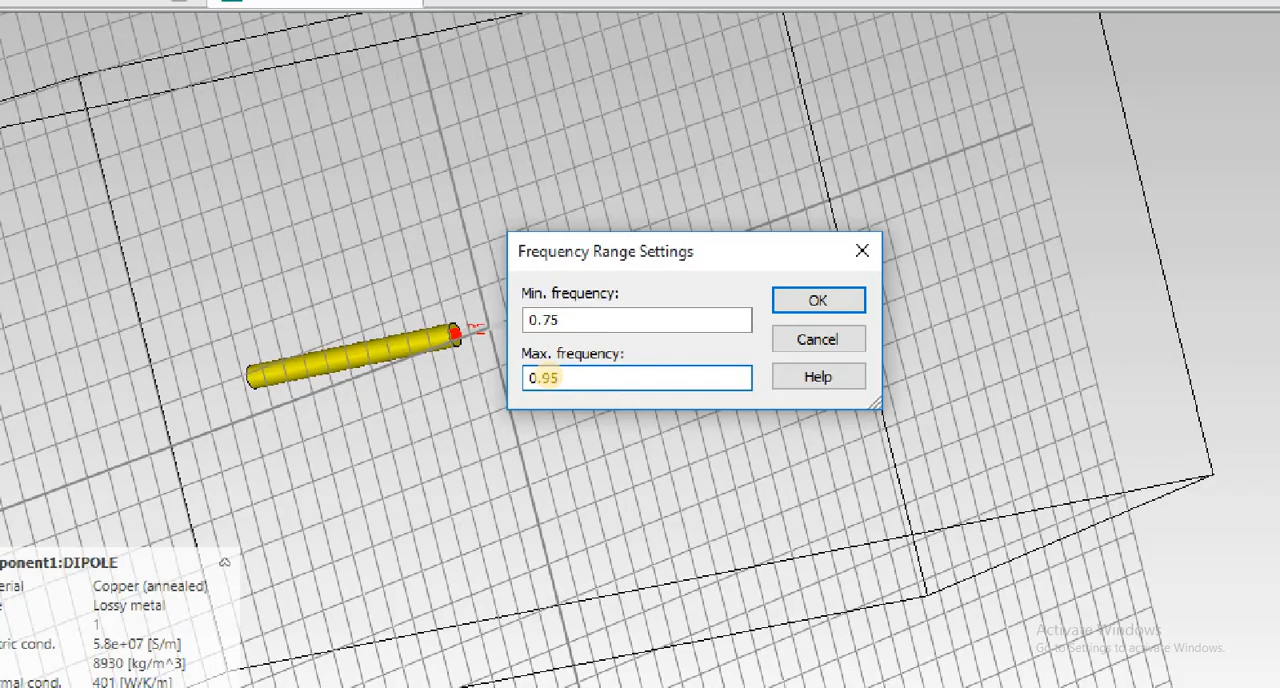 Frequency Range Settings
Min. frequency:
0.75
OK
Max. frequency:
Cancel
0.95
Help
ponent1:DIPOLE
erial Copper (annealed)
e Lossy metal
1
tric cond. 5.8e+07 [S/m]
8930 [kg/m^3]
rmal cond. 401 [W/K/m]
Activate Windows
Go to Settings to activate Windows.